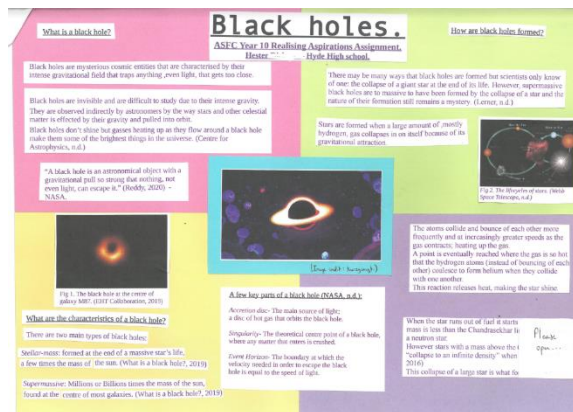 Black holes.
ASFC Year 10 Realising Aspirations Assignment.
Hester Hyde High school.
What is a black hole?
Black holes are mysterious cosmic entities that are characterised by their
intense gravitational field that traps anything ,even light, that gets too close.
Black holes are invisible and are difficult to study due to their intense gravity.
They are observed indirectly by astronomers by the way stars and other celestial
matter is effected by their gravity and pulled into orbit.
Black holes don't shine but gasses heating up as they flow around a black hole
make them some of the brightest things in the universe. (Centre for
Astrophysics, n.d.)
"A black hole is an astronomical object with a
gravitational pull so strong that nothing, not
even light, can escape it." (Reddy, 2020) -
NASA.
Fig 1. The black hole at the centre of
galaxy M87. (EHT Collaboration, 2019)
What are the characteristics of a black hole?
There are two main types of black holes:
Stellar-mass: formed at the end of a massive star's life,
a few times the mass of the sun. (What is a black hole?, 2019)
Supermassive: Millions or Billions times the mass of the sun,
found at the centre of most galaxies. (What is a black hole?, 2019)
A few key parts of a black hole (NASA, n.d.):
Accretion disc- The main source of light;
a disc of hot gas that orbits the black hole.
Singularity- The theoretical centre point of a black hole,
where any matter that enters is crushed.
Event Horizon- The boundary at which the
velocity needed in order to escape the black
hole is equal to the speed of light.
How are black holes formed?
There may be many ways that black holes are formed but scientists only know
of one: the collapse of a giant star at the end of its life. However, supermassive
black holes are to massive to have been formed by the collapse of a star and the
nature of their formation still remains a mystery. (Lerner, n.d.)
Stars are formed when a large amount of ,mostly
hydrogen, gas collapses in on itself because of its
gravitational attraction.
Fig 2. The lifecycles of stars. (Webb
Space Telescope, n.d.)
The atoms collide and bounce of each other more
frequently and at increasingly greater speeds as the
gas contracts; heating up the gas.
A point is eventually reached where the gas is so hot
that the hydrogen atoms (instead of bouncing of each
other) coalesce to form helium when they collide
with one another.
This reaction releases heat, making the star shine.
When the star runs out of fuel it starts
mass is less than the Chandrasekhar
a neutron star.
However stars with a mass above the
"collapse to an infinite density" when
2016)
This collapse of a large star is what
Please
open...